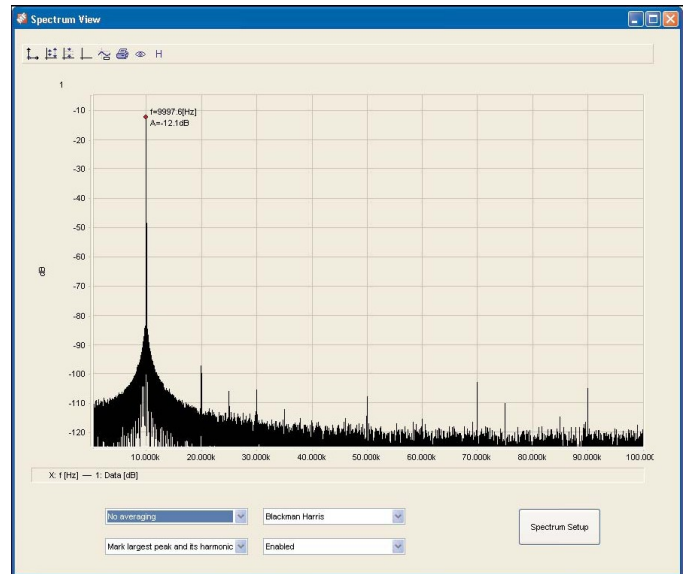 Spectrum View
H
1
-10
f=9997.6[Hz]
A=-12.1dB
-20
-30
-40
-50
-60
dB
-70
-80
-90
-100
-110
-120
10.000k 20.000k 30.000k 40.000k 50.000k 60.000k 70.000k 80.000k 90.000k 100.000
X: f [Hz] — 1: Data [dB]
No averaging Blackman Harris
Spectrum Setup
Mark largest peak and its harmonic Enabled